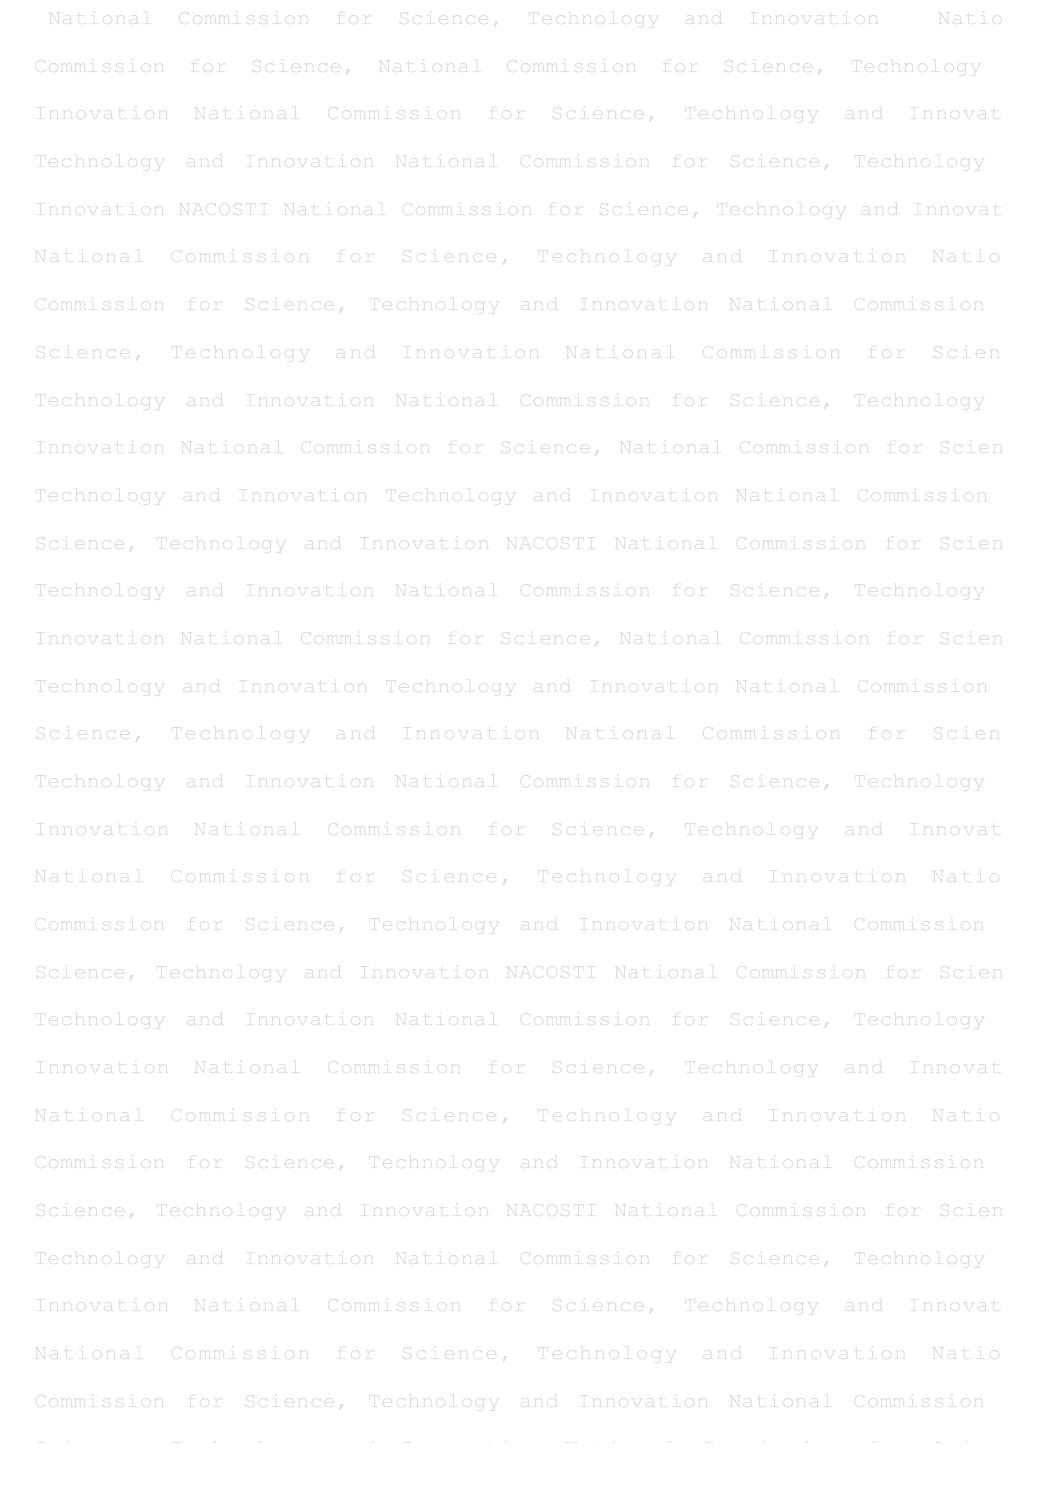 National Commission for Science, Technology and Innovation Natio
Commission for Science, National Commission for Science, Technology
Innovation National Commission for Science, Technology and Innovat
Technology and Innovation National Commission for Science, Technology
Innovation NACOSTI National Commission for Science, Technology and Innovat
National Commission for Science, Technology and Innovation Natio
Commission for Science, Technology and Innovation National Commission
Science, Technology and Innovation National Commission for Scien
Technology and Innovation National Commission for Science, Technology
Innovation National Commission for Science, National Commission for Scien
Technology and Innovation Technology and Innovation National Commission
Science, Technology and Innovation NACOSTI National Commission for Scien
Technology and Innovation National Commission for Science, Technology
Innovation National Commission for Science, National Commission for Scien
Technology and Innovation Technology and Innovation National Commission
Science, Technology and Innovation National Commission for Scien
Technology and Innovation National Commission for Science, Technology
Innovation National Commission for Science, Technology and Innovat
National Commission for Science, Technology and Innovation Natio
Commission for Science, Technology and Innovation National Commission
Science, Technology and Innovation NACOSTI National Commission for Scien
Technology and Innovation National Commission for Science, Technology
Innovation National Commission for Science, Technology and Innovat
National Commission for Science, Technology and Innovation Natio
Commission for Science, Technology and Innovation National Commission
Science, Technology and Innovation NACOSTI National Commission for Scien
Technology and Innovation National Commission for Science, Technology
Innovation National Commission for Science, Technology and Innovat
National Commission for Science, Technology and Innovation Natio
Commission for Science, Technology and Innovation National Commission